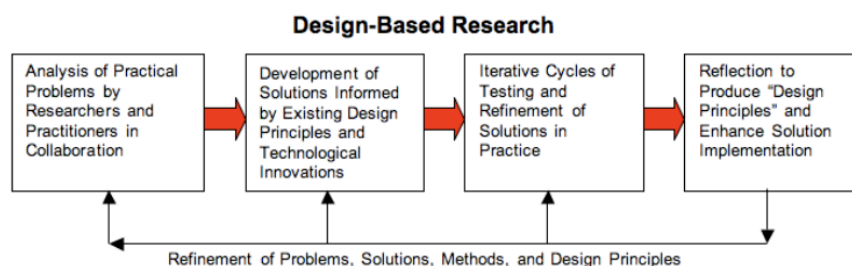 Design-Based Research
Analysis of Practical
Problems by
Researchers and
Practitioners in
Collaboration
Development of
Solutions Informed
by Existing Design
Principles and
Technological
Innovations
Iterative Cycles of
Testing and
Refinement of
Solutions in
Practice
Reflection to
Produce “Design
Principles” and
Enhance Solution
Implementation
Refinement of Problems, Solutions, Methods, and Design Principles